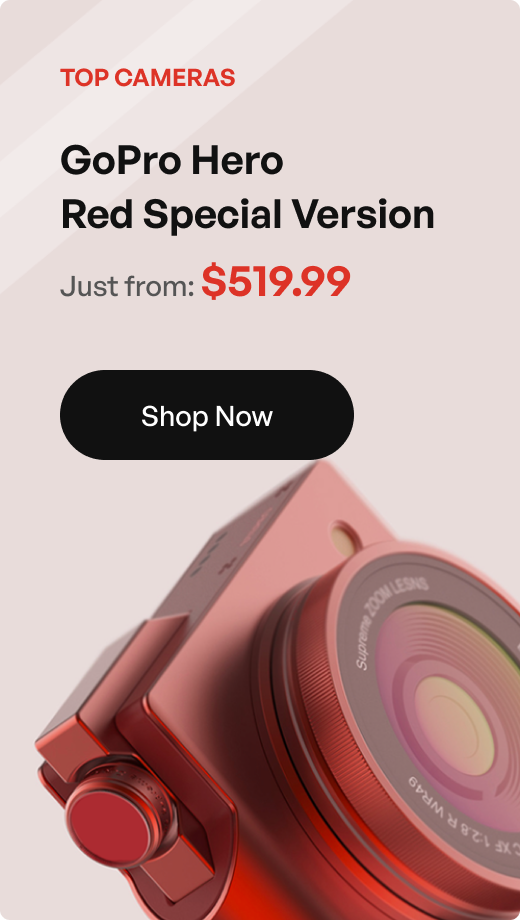 TOP CAMERAS
GoPro Hero
Red Special Version
Just from: $519.99
Shop Now
Supreme ZOOM LESNS
XF 1:2.8 R WR49